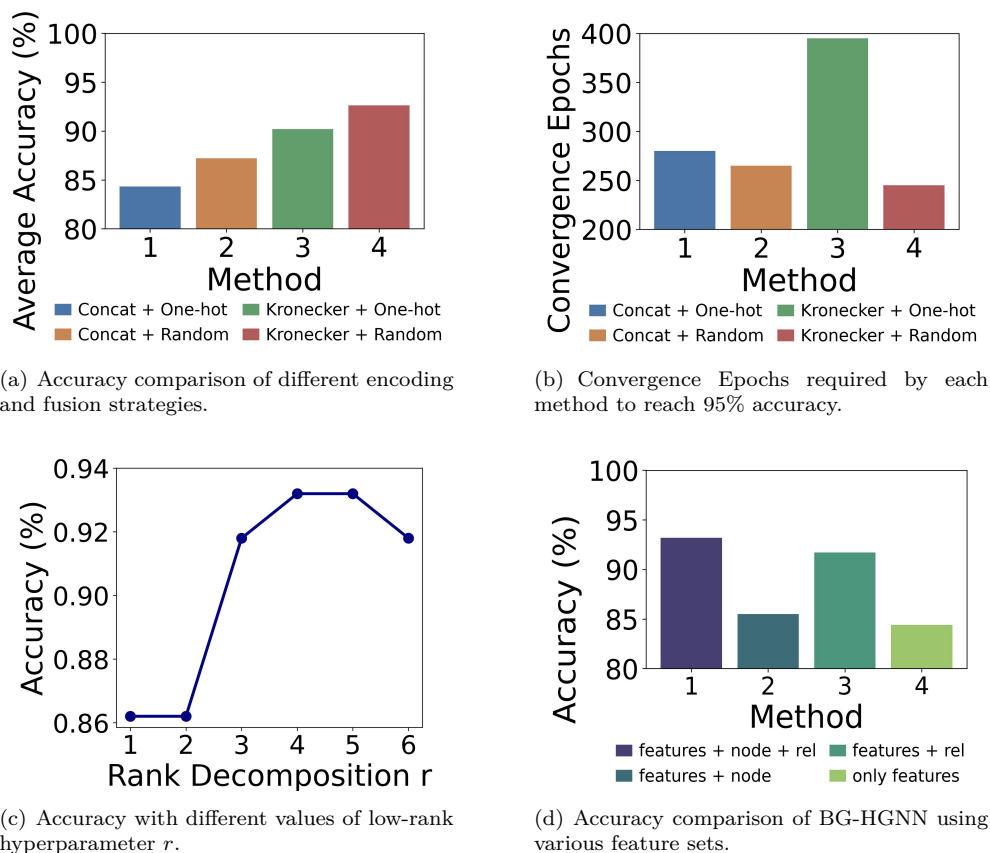 Average Accuracy (%)
100
95
90
85
80
1 2 3 4
Method
Concat + One-hot Kronecker + One-hot
Concat + Random Kronecker + Random
(a) Accuracy comparison of different encoding
and fusion strategies.
Convergence Epochs
400
350
300
250
200
1 2 3 4
Method
Concat + One-hot Kronecker + One-hot
Concat + Random Kronecker + Random
(b) Convergence Epochs required by each
method to reach 95% accuracy.
Accuracy (%)
0.94
0.92
0.90
0.88
0.86
1 2 3 4 5 6
Rank Decomposition r
(c) Accuracy with different values of low-rank
hyperparameter r.
Accuracy (%)
100
95
90
85
80
1 2 3 4
Method
features + node + rel features + rel
features + node only features
(d) Accuracy comparison of BG-HGNN using
various feature sets.